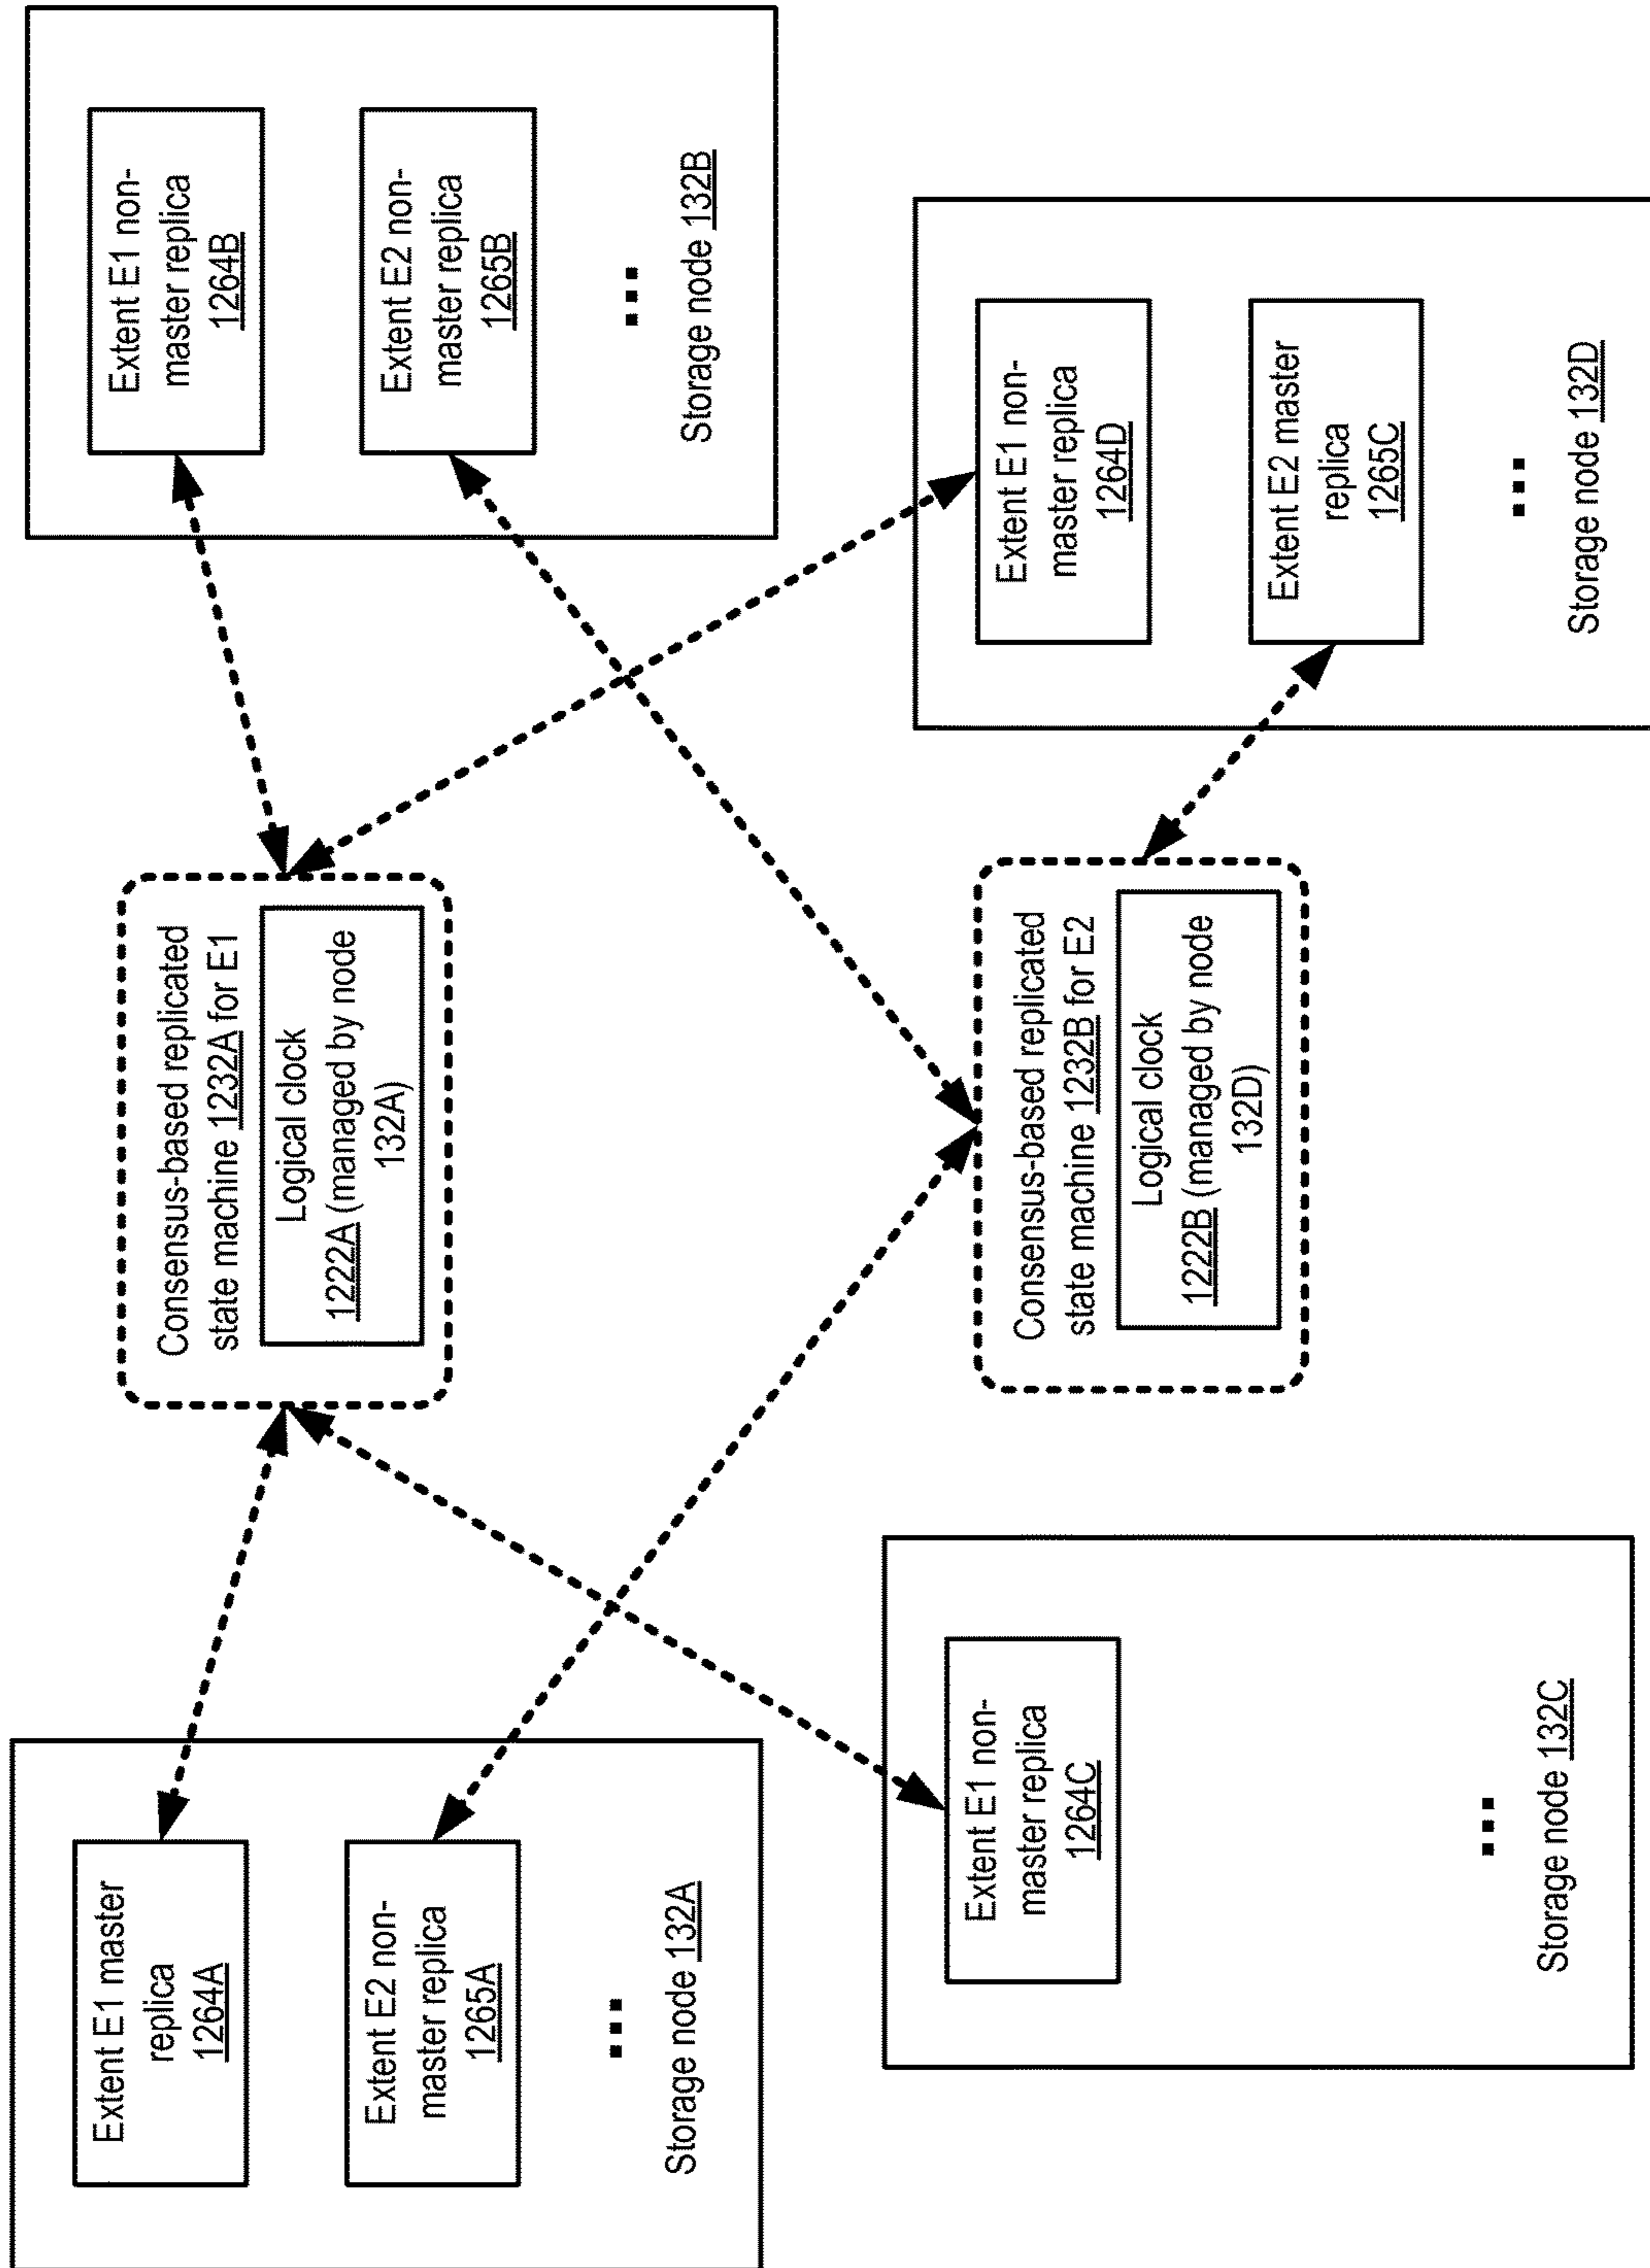 Extent E1 master
replica
1264A
Extent E2 non-
master replica
1265A
...
Storage node 132A
Consensus-based replicated
state machine 1232A for E1
Logical clock
1222A (managed by node
132A)
Extent E1 non-
master replica
1264B
Extent E2 non-
master replica
1265B
...
Storage node 132B
Extent E1 non-
master replica
1264C
...
Storage node 132C
Consensus-based replicated
state machine 1232B for E2
Logical clock
1222B (managed by node
132D)
Extent E1 non-
master replica
1264D
Extent E2 master
replica
1265C
...
Storage node 132D